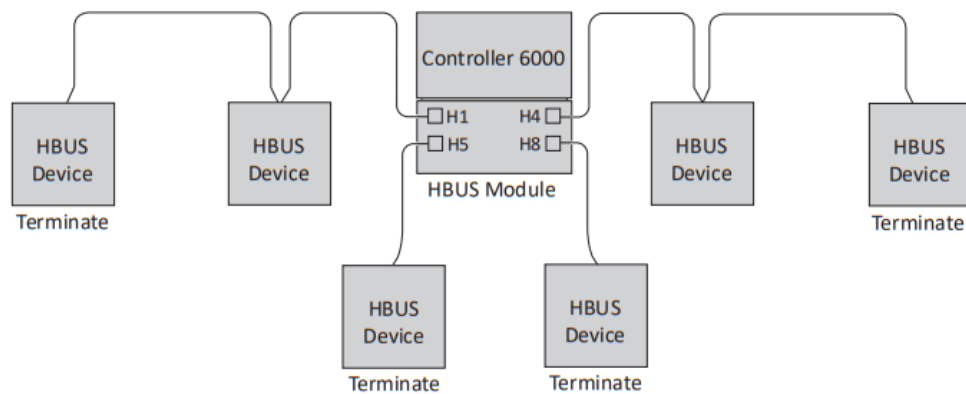 Controller 6000
H1
H4
H5
H8
HBUS Module
HBUS
Device
Terminate
HBUS
Device
HBUS
Device
HBUS
Device
Terminate
HBUS
Device
Terminate
HBUS
Device
Terminate